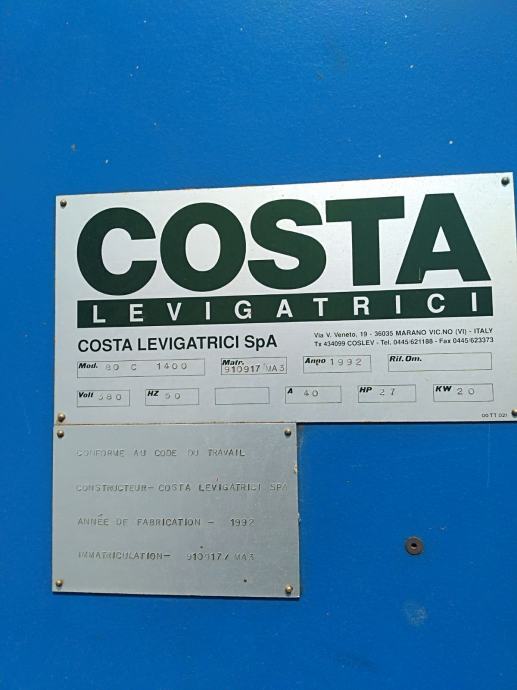 COSTA
LEVIGATRICI
COSTA LEVIGATRICI SpA
Via V. Veneto, 19 - 36035 MARANO VIC.NO (VI) - ITALY
Tx 434099 COSLEV - Tel. 0445/621188 - Fax 0445/623373
Mod. 80 C 1400 Matr. 910917/MA3 Anno 1992 Rif.Om.
Volt 380 HZ 50 A 40 HP 27 KW 20
00 TT 021
CONFORME AU CODE DU TRAVAIL
CONSTRUCTEUR- COSTA LEVIGATRICI SPA
ANNÉE DE FABRICATION - 1992
IMMATRICULATION- 910917/MA3